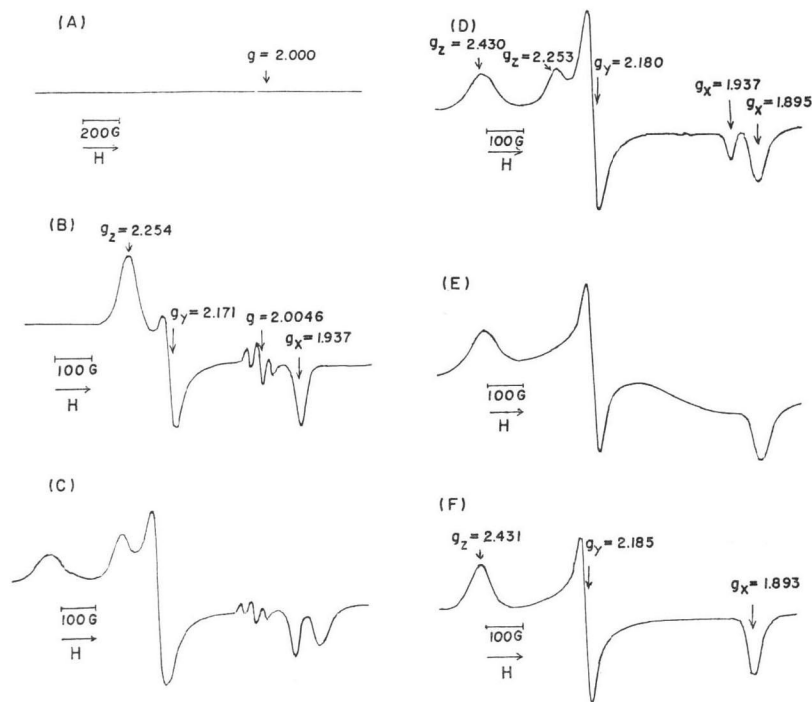 (A)
g = 2.000
200 G
H
(B)
g_z = 2.254
g_y = 2.171
g = 2.0046
g_x = 1.937
100 G
H
(C)
100 G
H
(D)
g_z = 2.430
g_z = 2.253
g_y = 2.180
g_x = 1.937
g_x = 1.895
100 G
H
(E)
100 G
H
(F)
g_z = 2.431
g_y = 2.185
g_x = 1.893
100 G
H